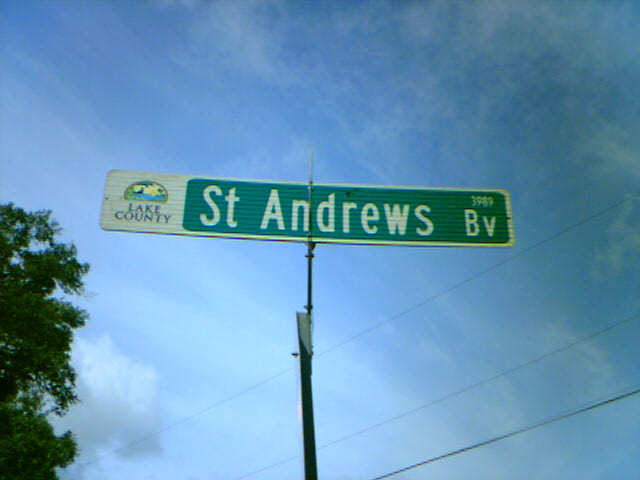 LAKE
COUNTY
St Andrews Bv
3989